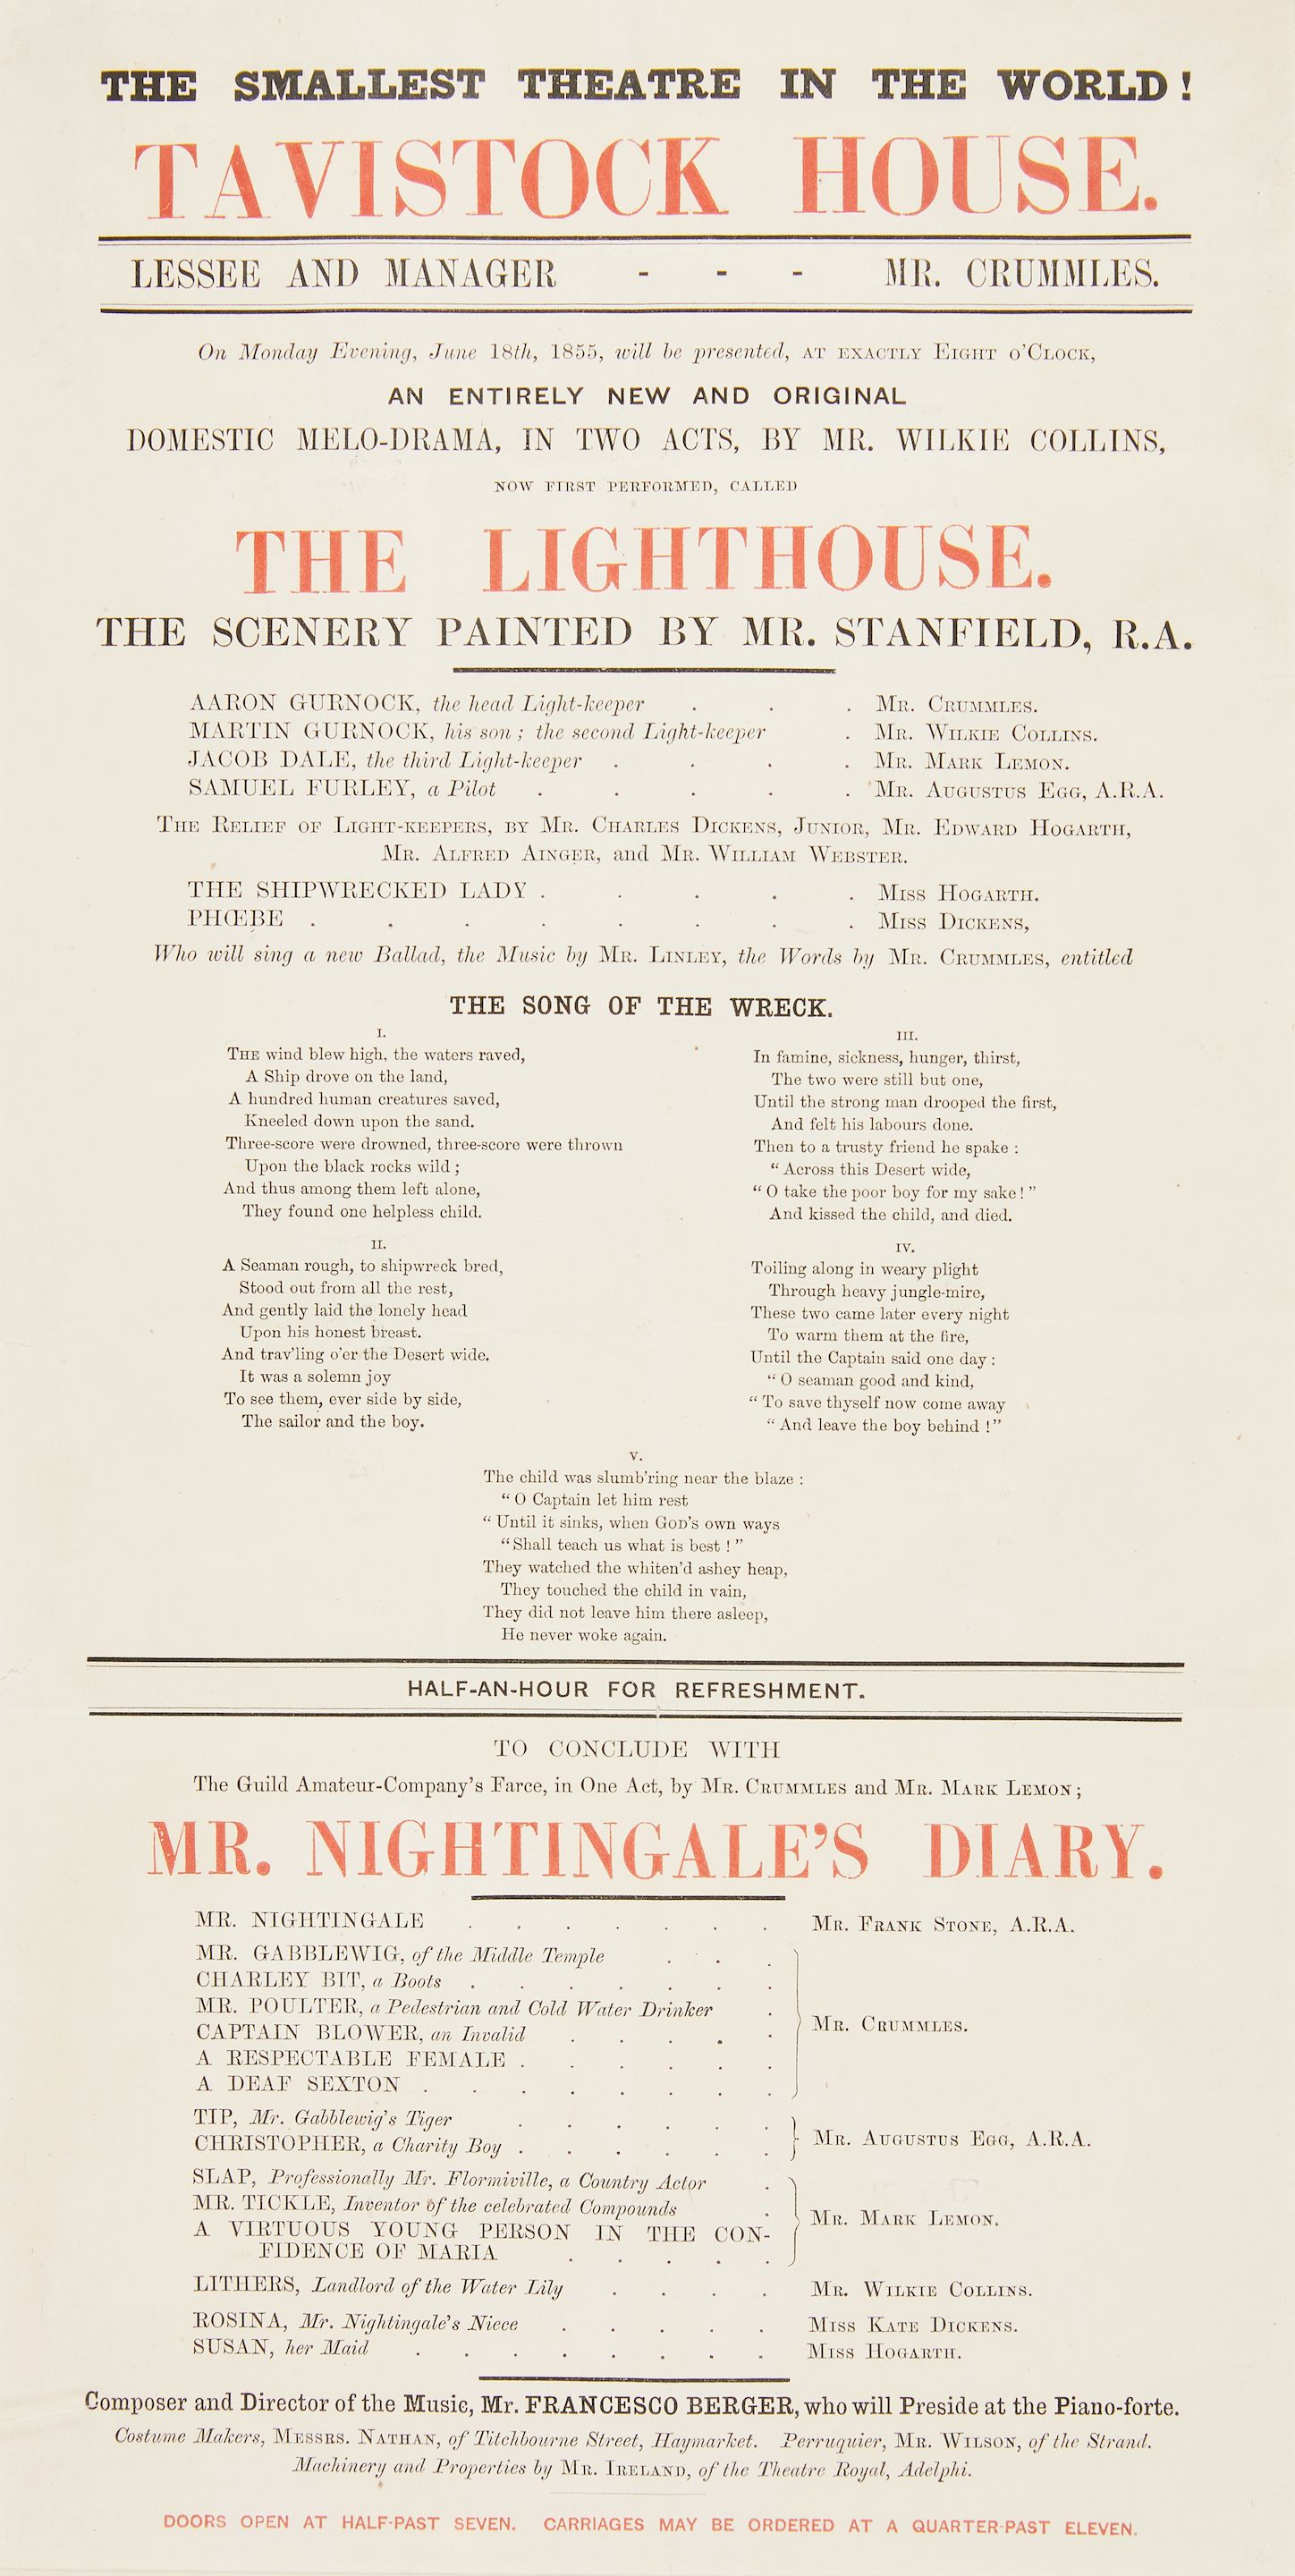 THE SMALLEST THEATRE IN THE WORLD!
TAVISTOCK HOUSE.
LESSEE AND MANAGER - - - MR. CRUMMLES.
On Monday Evening, June 18th, 1855, will be presented, AT EXACTLY EIGHT O'CLOCK,
AN ENTIRELY NEW AND ORIGINAL
DOMESTIC MELO-DRAMA, IN TWO ACTS, BY MR. WILKIE COLLINS,
NOW FIRST PERFORMED, CALLED
THE LIGHTHOUSE.
THE SCENERY PAINTED BY MR. STANFIELD, R.A.
AARON GURNOCK, the head Light-keeper . . . MR. CRUMMLES.
MARTIN GURNOCK, his son; the second Light-keeper . MR. WILKIE COLLINS.
JACOB DALE, the third Light-keeper . . . . MR. MARK LEMON.
SAMUEL FURLEY, a Pilot . . . . . MR. AUGUSTUS EGG, A.R.A.
THE RELIEF OF LIGHT-KEEPERS, BY MR. CHARLES DICKENS, JUNIOR, MR. EDWARD HOGARTH,
MR. ALFRED AINGER, and MR. WILLIAM WEBSTER.
THE SHIPWRECKED LADY . . . . . MISS HOGARTH.
PHŒBE . . . . . . . . MISS DICKENS,
Who will sing a new Ballad, the Music by MR. LINLEY, the Words by MR. CRUMMLES, entitled
THE SONG OF THE WRECK.
I.
THE wind blew high, the waters raved,
A Ship drove on the land,
A hundred human creatures saved,
Kneeled down upon the sand.
Three-score were drowned, three-score were thrown
Upon the black rocks wild;
And thus among them left alone,
They found one helpless child.
II.
A Seaman rough, to shipwreck bred,
Stood out from all the rest,
And gently laid the lonely head
Upon his honest breast.
And trav'ling o'er the Desert wide.
It was a solemn joy
To see them, ever side by side,
The sailor and the boy.
III.
In famine, sickness, hunger, thirst,
The two were still but one,
Until the strong man drooped the first,
And felt his labours done.
Then to a trusty friend he spake:
"Across this Desert wide,
"O take the poor boy for my sake!"
And kissed the child, and died.
IV.
Toiling along in weary plight
Through heavy jungle-mire,
These two came later every night
To warm them at the fire,
Until the Captain said one day:
"O seaman good and kind,
"To save thyself now come away
"And leave the boy behind!"
V.
The child was slumb'ring near the blaze:
"O Captain let him rest
"Until it sinks, when GOD'S own ways
"Shall teach us what is best!"
They watched the whiten'd ashey heap,
They touched the child in vain,
They did not leave him there asleep,
He never woke again.
HALF-AN-HOUR FOR REFRESHMENT.
TO CONCLUDE WITH
The Guild Amateur-Company's Farce, in One Act, by MR. CRUMMLES and MR. MARK LEMON;
MR. NIGHTINGALE'S DIARY.
MR. NIGHTINGALE . . . . . . . MR. FRANK STONE, A.R.A.
MR. GABBLEWIG, of the Middle Temple . . .
CHARLEY BIT, a Boots . . . . . . .
MR. POULTER, a Pedestrian and Cold Water Drinker .
CAPTAIN BLOWER, an Invalid . . . . .
MR. CRUMMLES.
A RESPECTABLE FEMALE . . . . . .
A DEAF SEXTON . . . . . . . .
TIP, Mr. Gabblewig's Tiger . . . . . .
CHRISTOPHER, a Charity Boy . . . . . .
MR. AUGUSTUS EGG, A.R.A.
SLAP, Professionally Mr. Flormiville, a Country Actor .
MR. TICKLE, Inventor of the celebrated Compounds .
MR. MARK LEMON.
A VIRTUOUS YOUNG PERSON IN THE CON-
FIDENCE OF MARIA . . . . .
LITHERS, Landlord of the Water Lily . . . . MR. WILKIE COLLINS.
ROSINA, Mr. Nightingale's Niece . . . . . MISS KATE DICKENS.
SUSAN, her Maid . . . . . . . . MISS HOGARTH.
Composer and Director of the Music, Mr. FRANCESCO BERGER, who will Preside at the Piano-forte.
Costume Makers, MESSRS. NATHAN, of Titchbourne Street, Haymarket. Perruquier, MR. WILSON, of the Strand.
Machinery and Properties by MR. IRELAND, of the Theatre Royal, Adelphi.
DOORS OPEN AT HALF-PAST SEVEN. CARRIAGES MAY BE ORDERED AT A QUARTER-PAST ELEVEN.